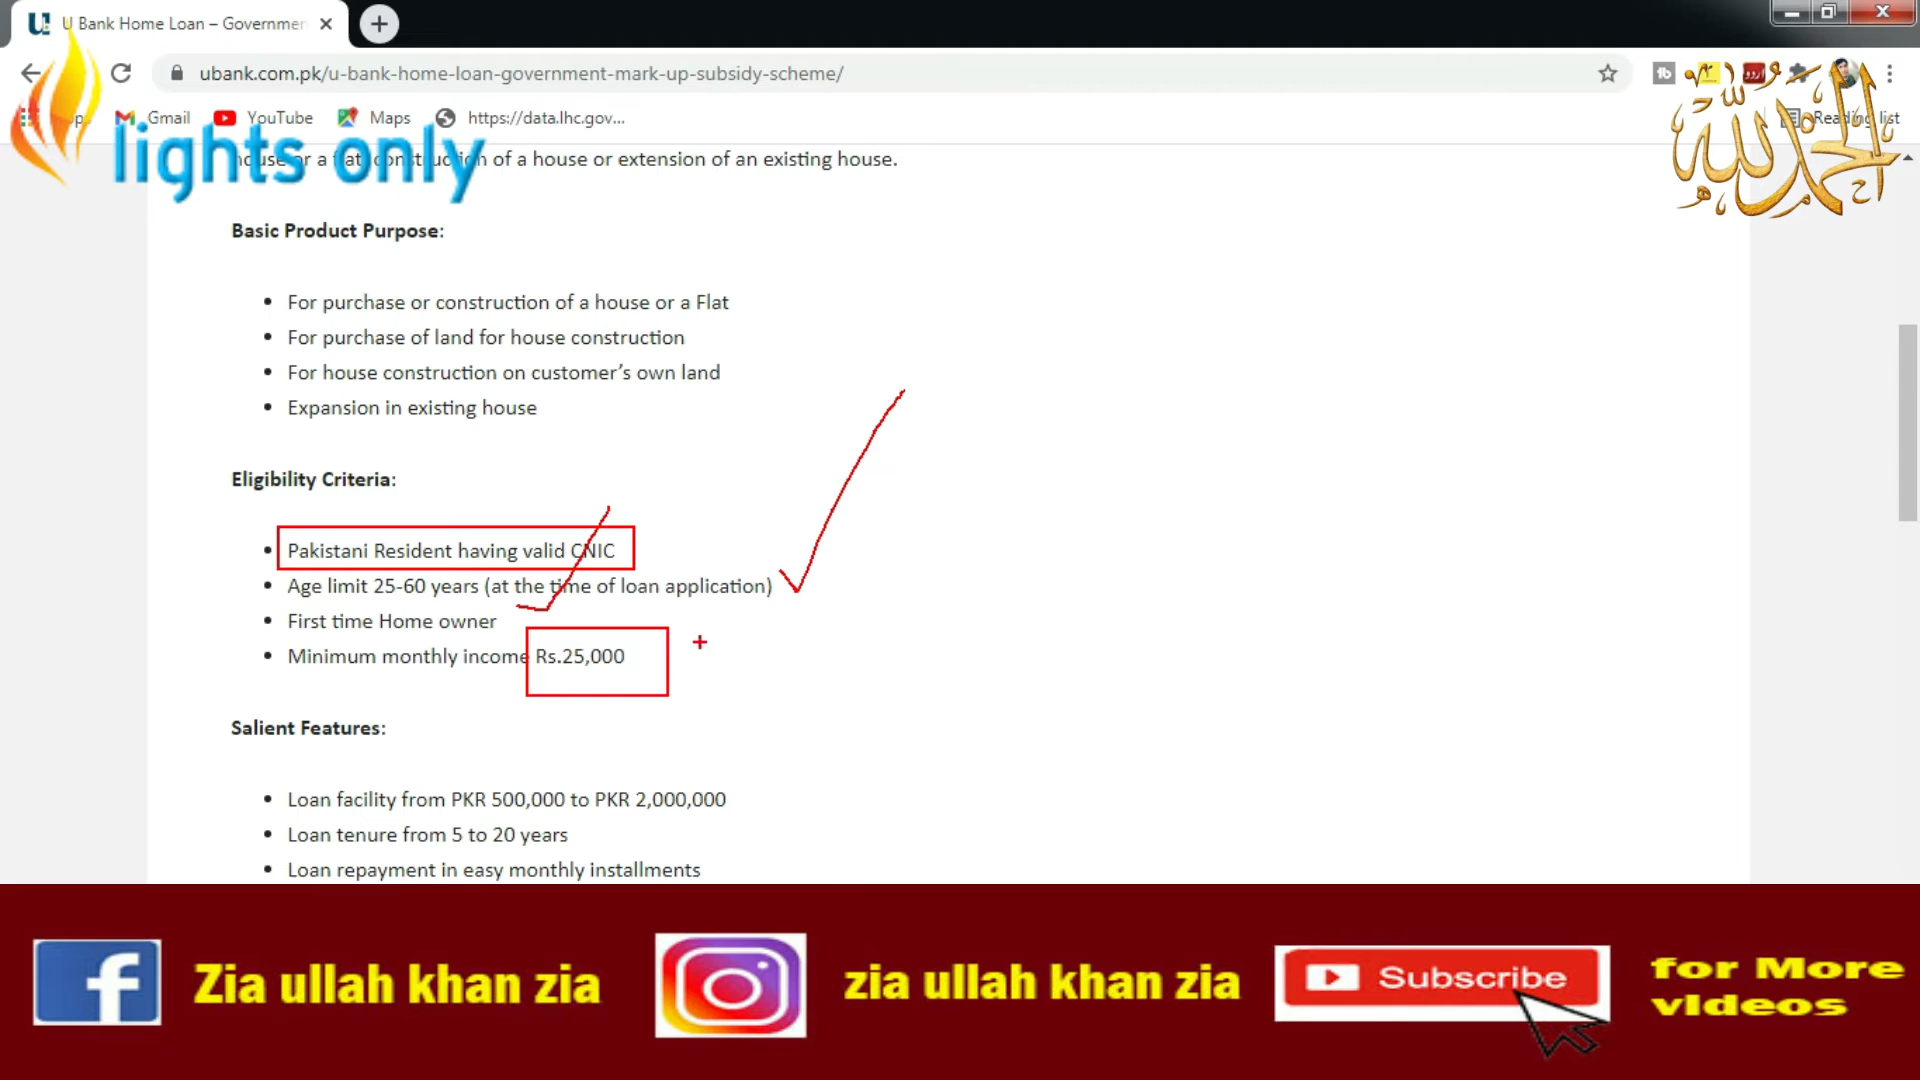 U Bank Home Loan – Governmen
ubank.com.pk/u-bank-home-loan-government-mark-up-subsidy-scheme/
Gmail YouTube Maps https://data.lhc.gov... Reading list
lights only
الحمد للہ
of a house or extension of an existing house.
Basic Product Purpose:
For purchase or construction of a house or a Flat
For purchase of land for house construction
For house construction on customer’s own land
Expansion in existing house
Eligibility Criteria:
Pakistani Resident having valid CNIC
Age limit 25-60 years (at the time of loan application)
First time Home owner
Minimum monthly income Rs.25,000
Salient Features:
Loan facility from PKR 500,000 to PKR 2,000,000
Loan tenure from 5 to 20 years
Loan repayment in easy monthly installments
Zia ullah khan zia
zia ullah khan zia
Subscribe
for More
vIdeos